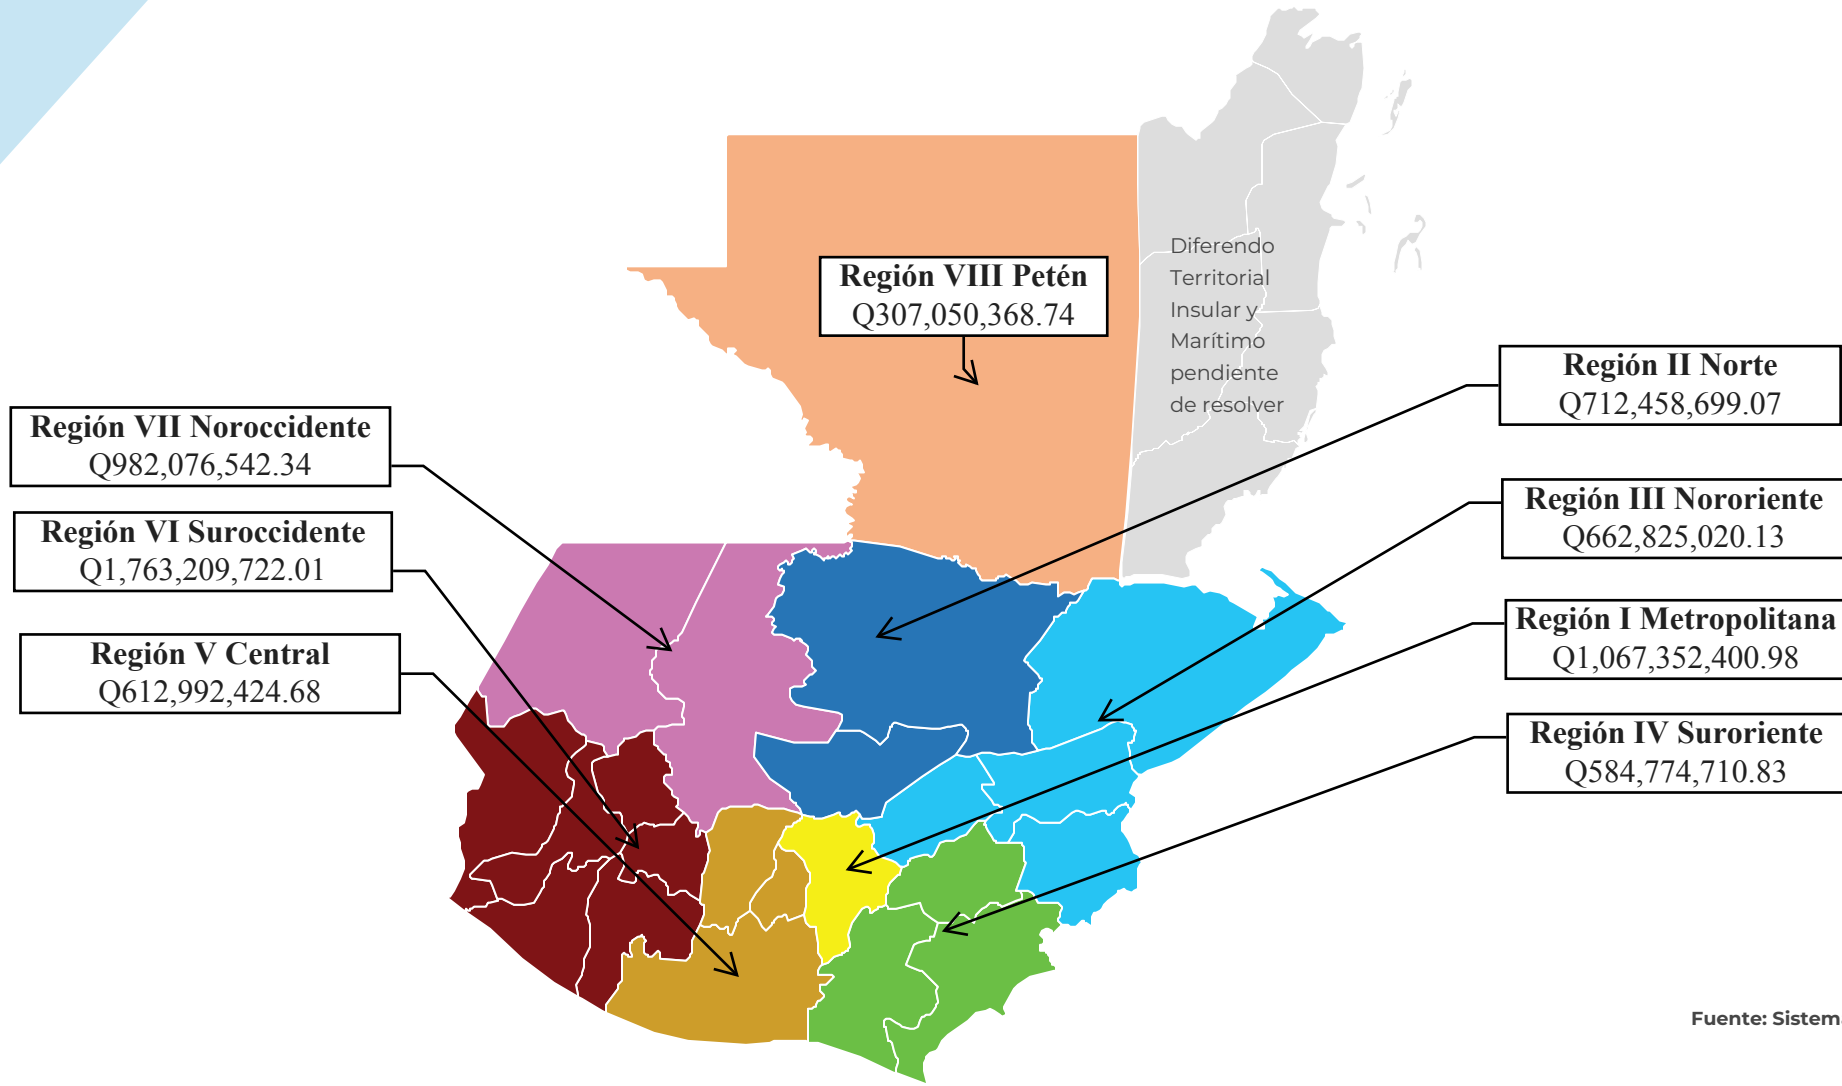 Región VIII Petén
Q307,050,368.74
Diferendo
Territorial
Insular y
Marítimo
pendiente
de resolver
Región II Norte
Q712,458,699.07
Región VII Noroccidente
Q982,076,542.34
Región III Nororiente
Q662,825,020.13
Región VI Suroccidente
Q1,763,209,722.01
Región I Metropolitana
Q1,067,352,400.98
Región V Central
Q612,992,424.68
Región IV Suroriente
Q584,774,710.83
Fuente: Sistema